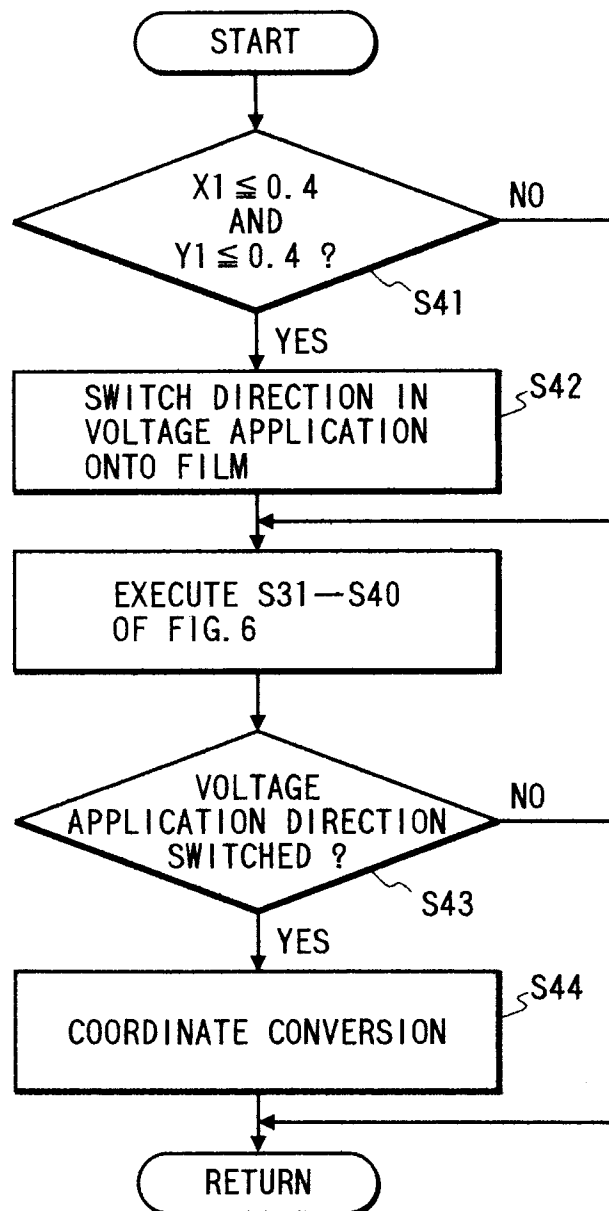 START
X1≦0.4
AND
Y1≦0.4 ?
NO
S41
YES
SWITCH DIRECTION IN
VOLTAGE APPLICATION
ONTO FILM
S42
EXECUTE S31—S40
OF FIG.6
VOLTAGE
APPLICATION DIRECTION
SWITCHED ?
NO
S43
YES
COORDINATE CONVERSION
S44
RETURN